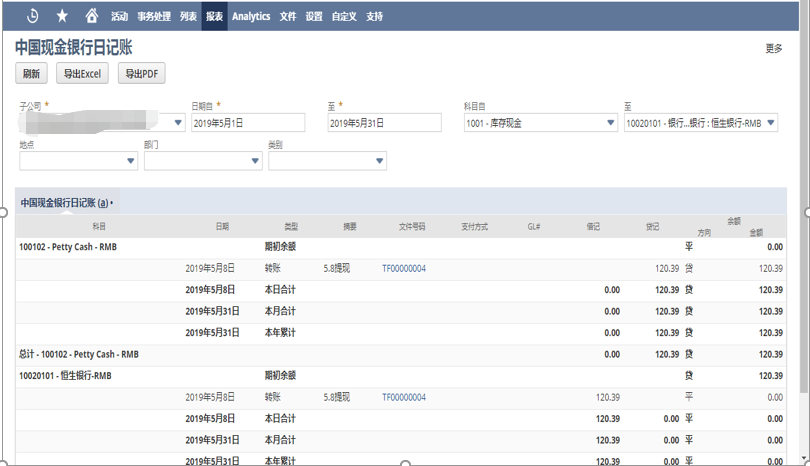 活动 事务处理 列表 报表 Analytics 文件 设置 自定义 支持
中国现金银行日记账 更多
刷新 导出Excel 导出PDF
子公司 * 日期自 * 至 * 科目自 至
2019年5月1日 2019年5月31日 1001 - 库存现金 10020101 - 银行...银行 : 恒生银行-RMB
地点 部门 类别
中国现金银行日记账 (a) •
科目 日期 类型 摘要 文件号码 支付方式 GL# 借记 贷记 余额
方向 金额
100102 - Petty Cash - RMB 期初余额 平 0.00
2019年5月8日 转账 5.8提现 TF00000004 120.39 贷 120.39
2019年5月8日 本日合计 0.00 120.39 贷 120.39
2019年5月31日 本月合计 0.00 120.39 贷 120.39
2019年5月31日 本年累计 0.00 120.39 贷 120.39
总计 - 100102 - Petty Cash - RMB 0.00 120.39 贷 120.39
10020101 - 恒生银行-RMB 期初余额 贷 120.39
2019年5月8日 转账 5.8提现 TF00000004 120.39 平 0.00
2019年5月8日 本日合计 120.39 0.00 平 0.00
2019年5月31日 本月合计 120.39 0.00 平 0.00
2019年5月31日 本年累计 120.39 0.00 平 0.00